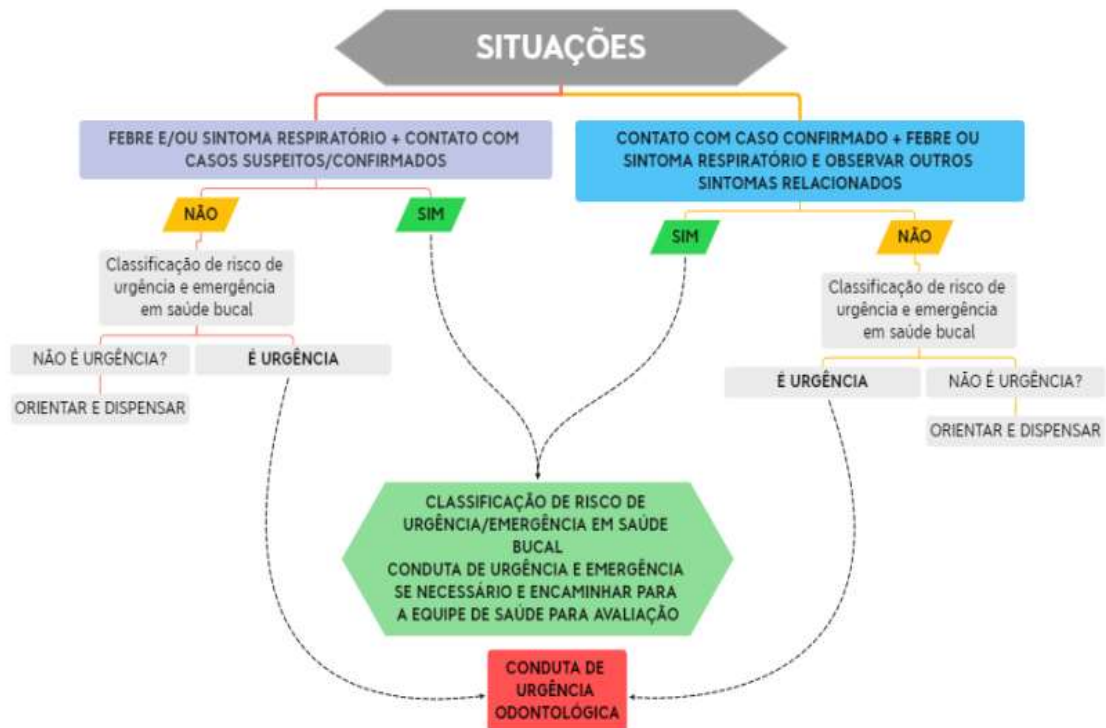 SITUAÇÕES
FEBRE E/OU SINTOMA RESPIRATÓRIO + CONTATO COM
CASOS SUSPEITOS/CONFIRMADOS
CONTATO COM CASO CONFIRMADO + FEBRE OU
SINTOMA RESPIRATÓRIO E OBSERVAR OUTROS
SINTOMAS RELACIONADOS
NÃO
SIM
SIM
NÃO
Classificação de risco de
urgência e emergência
em saúde bucal
Classificação de risco de
urgência e emergência
em saúde bucal
NÃO É URGÊNCIA?
É URGÊNCIA
É URGÊNCIA
NÃO É URGÊNCIA?
ORIENTAR E DISPENSAR
ORIENTAR E DISPENSAR
CLASSIFICAÇÃO DE RISCO DE
URGÊNCIA/EMERGÊNCIA EM SAÚDE
BUCAL
CONDUTA DE URGÊNCIA E EMERGÊNCIA
SE NECESSÁRIO E ENCAMINHAR PARA
A EQUIPE DE SAÚDE PARA AVALIAÇÃO
CONDUTA DE
URGÊNCIA
ODONTOLÓGICA